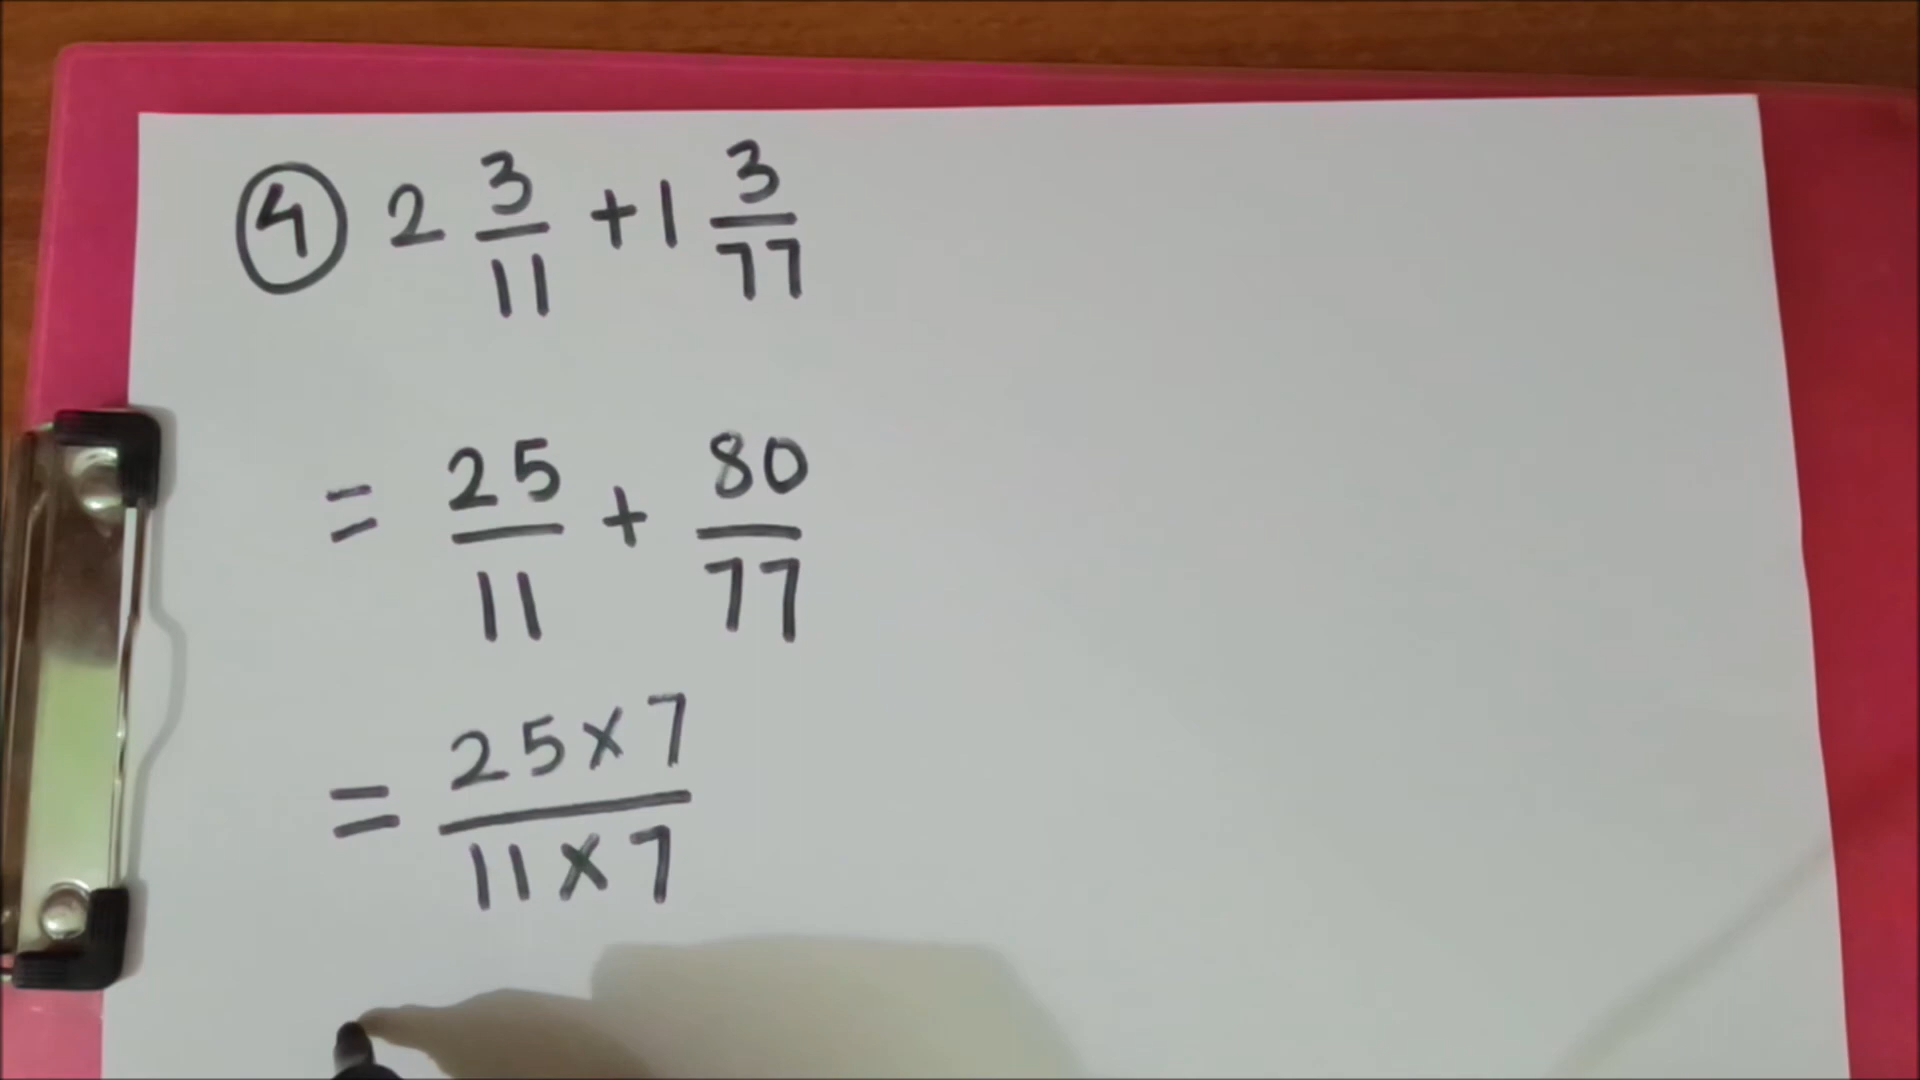 ④ 2 3/11 + 1 3/77
= 25/11 + 80/77
= 25×7/11×7